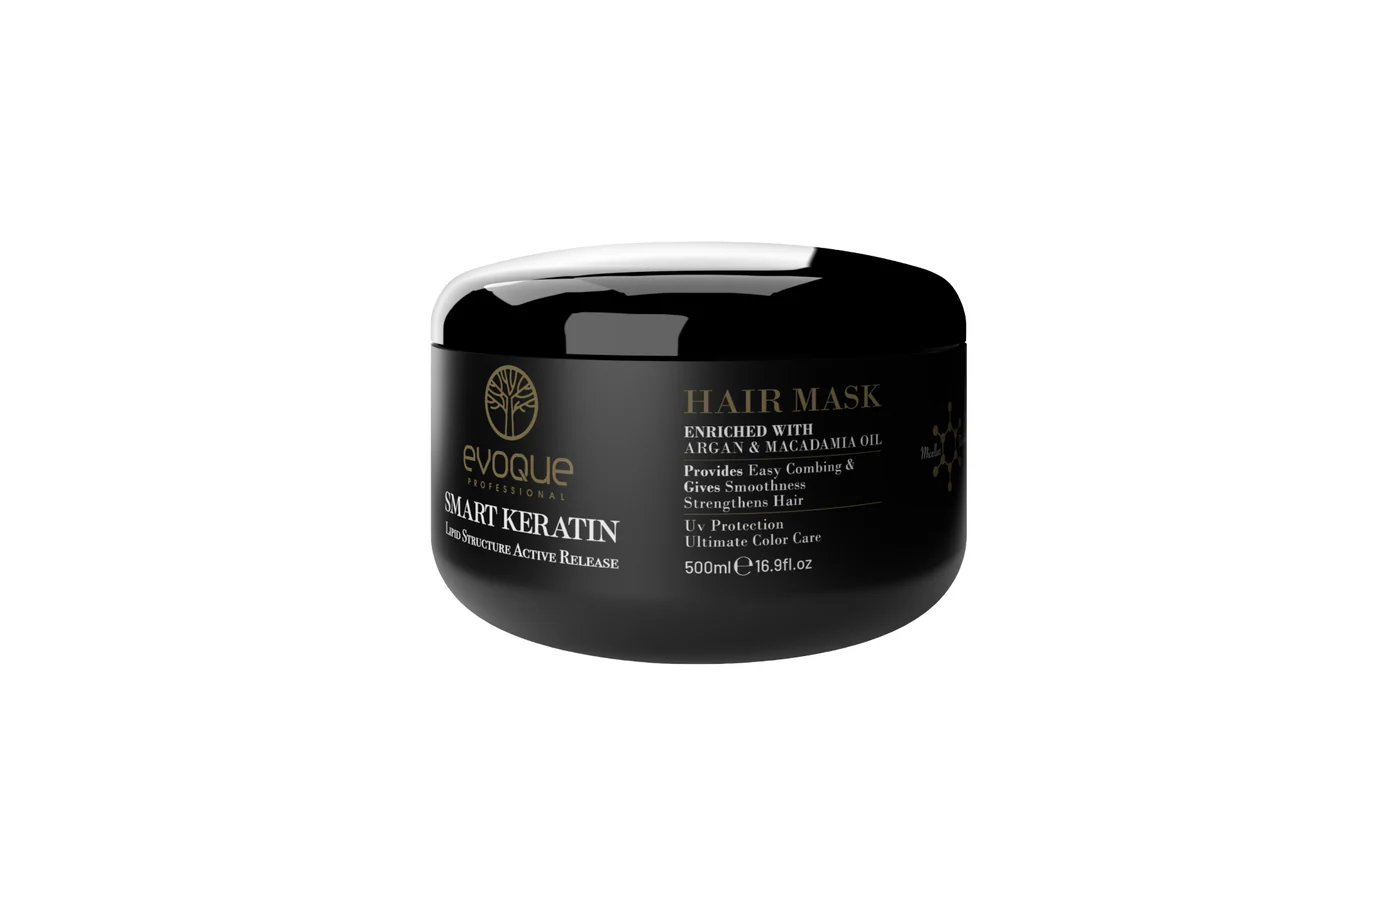 evoque
PROFESSIONAL
SMART KERATIN
LIPID STRUCTURE ACTIVE RELEASE
HAIR MASK
ENRICHED WITH
ARGAN & MACADAMIA OIL
Provides Easy Combing &
Gives Smoothness
Strengthens Hair
Uv Protection
Ultimate Color Care
500ml e 16.9fl.oz